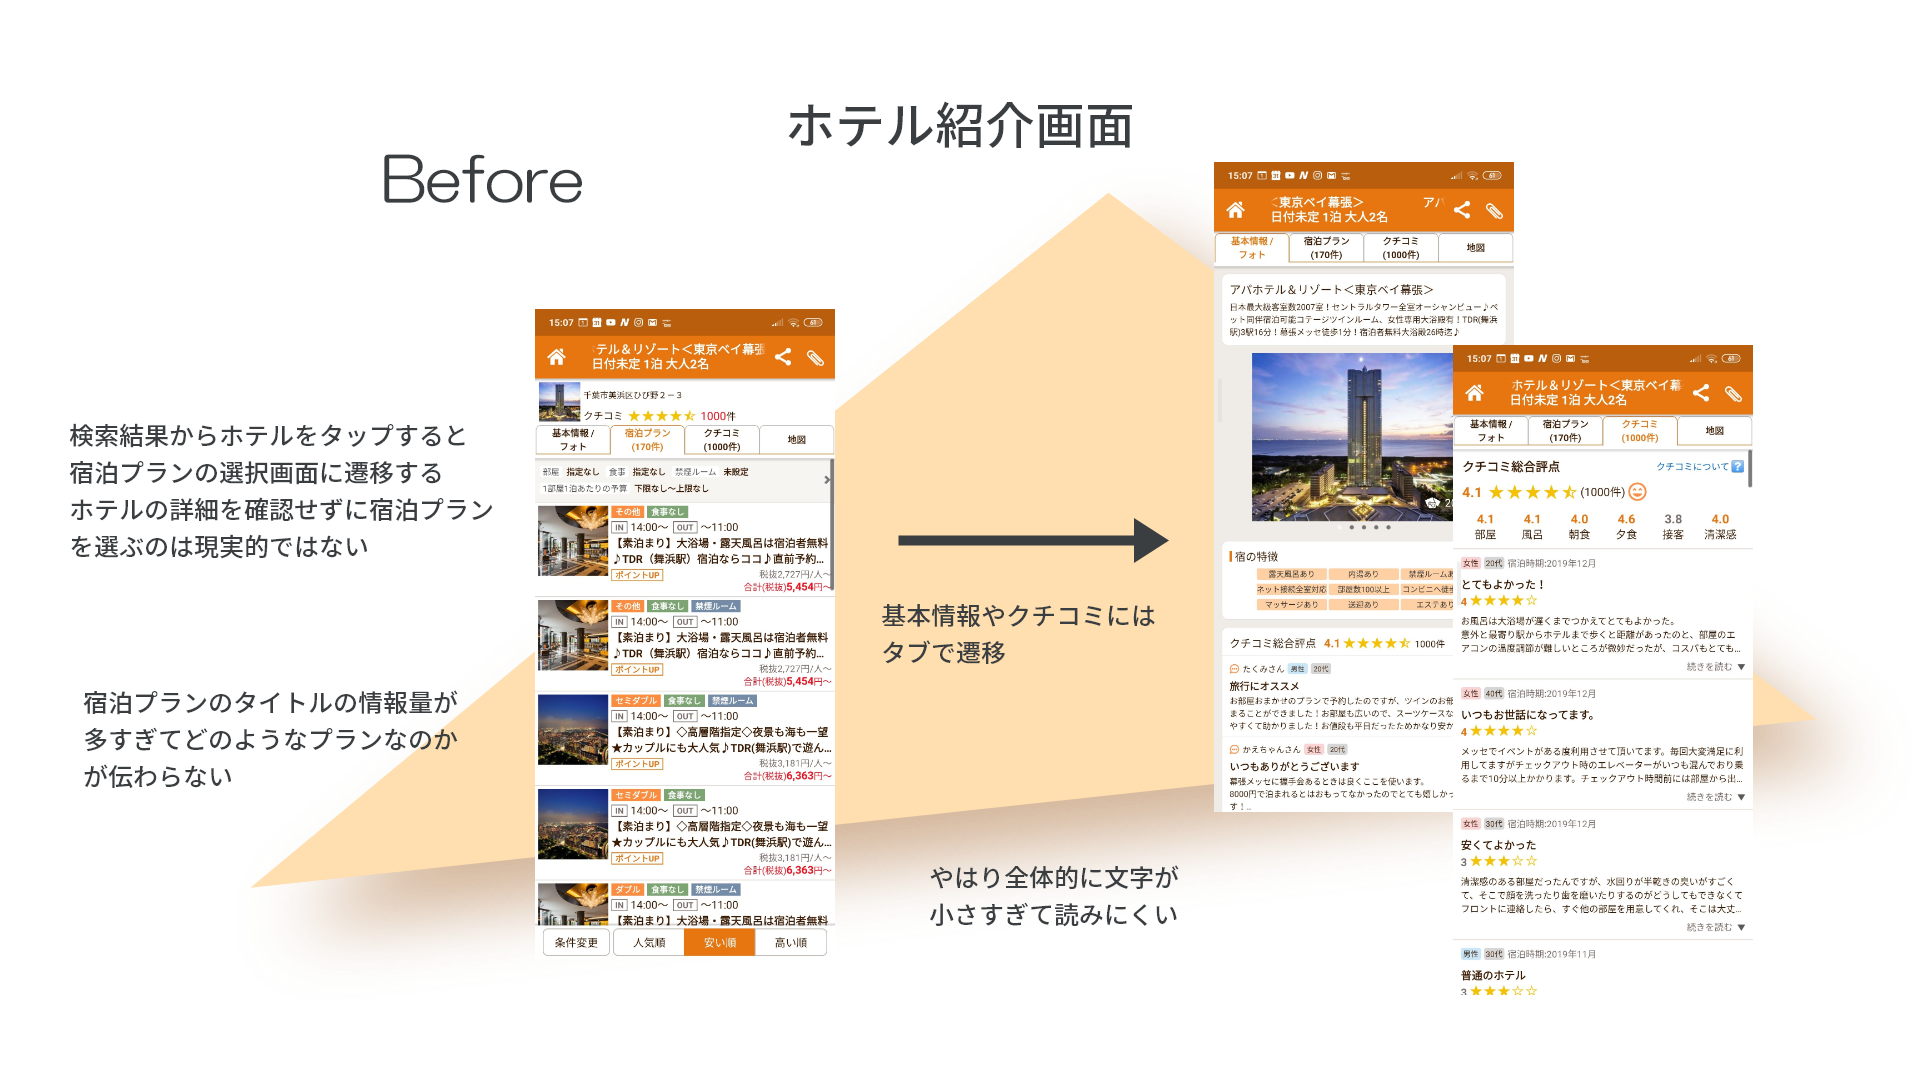 ホテル紹介画面
Before
検索結果からホテルをタップすると
宿泊プランの選択画面に遷移する
ホテルの詳細を確認せずに宿泊プラン
を選ぶのは現実的ではない
宿泊プランのタイトルの情報量が
多すぎてどのようなプランなのか
が伝わらない
15:07
テル＆リゾート＜東京ベイ幕張
日付未定 1泊 大人2名
千葉市美浜区ひび野２－３
クチコミ ★★★★ 1000件
基本情報 / フォト
宿泊プラン (170件)
クチコミ (1000件)
地図
部屋 指定なし 食事 指定なし 禁煙ルーム 未設定
1部屋1泊あたりの予算 下限なし〜上限なし
その他 食事なし
IN 14:00〜 OUT 〜11:00
【素泊まり】大浴場・露天風呂は宿泊者無料
♪TDR（舞浜駅）宿泊ならココ♪直前予約...
ポイントUP 税抜2,727円/人〜
合計(税抜)5,454円〜
その他 食事なし 禁煙ルーム
IN 14:00〜 OUT 〜11:00
【素泊まり】大浴場・露天風呂は宿泊者無料
♪TDR（舞浜駅）宿泊ならココ♪直前予約...
ポイントUP 税抜2,727円/人〜
合計(税抜)5,454円〜
セミダブル 食事なし 禁煙ルーム
IN 14:00〜 OUT 〜11:00
【素泊まり】◇高層階指定◇夜景も海も一望
★カップルにも大人気♪TDR(舞浜駅)で遊ん...
ポイントUP 税抜3,181円/人〜
合計(税抜)6,363円〜
セミダブル 食事なし
IN 14:00〜 OUT 〜11:00
【素泊まり】◇高層階指定◇夜景も海も一望
★カップルにも大人気♪TDR(舞浜駅)で遊ん...
ポイントUP 税抜3,181円/人〜
合計(税抜)6,363円〜
ダブル 食事なし 禁煙ルーム
IN 14:00〜 OUT 〜11:00
【素泊まり】大浴場・露天風呂は宿泊者無料
条件変更 人気順 安い順 高い順
基本情報やクチコミには
タブで遷移
やはり全体的に文字が
小さすぎて読みにくい
15:07
＜東京ベイ幕張＞ アパ
日付未定 1泊 大人2名
基本情報 / フォト
宿泊プラン (170件)
クチコミ (1000件)
地図
アパホテル＆リゾート＜東京ベイ幕張＞
日本最大級客室数2007室！セントラルタワー全室オーシャンビュー♪ペ
ット同伴宿泊可能コテージツインルーム、女性専用大浴殿有！TDR(舞浜
駅)3駅16分！幕張メッセ徒歩1分！宿泊者無料大浴殿26時迄♪
宿の特徴
露天風呂あり 内湯あり 禁煙ルームあ
ネット接続全室対応 部屋数100以上 コンビニへ徒歩
マッサージあり 送迎あり エステあり
クチコミ総合評点 4.1 ★★★★ 1000件
たくみさん 男性 20代
旅行にオススメ
お部屋おまかせのプランで予約したのですが、ツインのお部
まることができました！お部屋も広いので、スーツケースな
やすくて助かりました！お値段も平日だったためかなり安か
かえちゃんさん 女性 20代
いつもありがとうございます
幕張メッセに握手会あるときは良くここを使います。
8000円で泊まれるとはおもってなかったのでとても嬉しかっ
す！..
15:07
ホテル＆リゾート＜東京ベイ幕
日付未定 1泊 大人2名
基本情報 / フォト
宿泊プラン (170件)
クチコミ (1000件)
地図
クチコミ総合評点 クチコミについて ?
4.1 ★★★★ (1000件)
4.1 4.1 4.0 4.6 3.8 4.0
部屋 風呂 朝食 夕食 接客 清潔感
女性 20代 宿泊時期:2019年12月
とてもよかった！
4 ★★★★☆
お風呂は大浴場が遅くまでつかえてとてもよかった。
意外と最寄り駅からホテルまで歩くと距離があったのと、部屋のエ
アコンの温度調節が難しいところが微妙だったが、コスパもとても...
続きを読む ▼
女性 40代 宿泊時期:2019年12月
いつもお世話になってます。
4 ★★★★☆
メッセでイベントがある度利用させて頂いてます。毎回大変満足に利
用してますがチェックアウト時のエレベーターがいつも混んでおり乗
るまで10分以上かかります。チェックアウト時間前には部屋から出...
続きを読む ▼
女性 30代 宿泊時期:2019年12月
安くてよかった
3 ★★★☆☆
清潔感のある部屋だったんですが、水回りが半乾きの臭いがすごく
て、そこで顔を洗ったり歯を磨いたりするのがどうしてもできなくて
フロントに連絡したら、すぐ他の部屋を用意してくれ、そこは大丈...
続きを読む ▼
男性 30代 宿泊時期:2019年11月
普通のホテル
3 ★★★☆☆